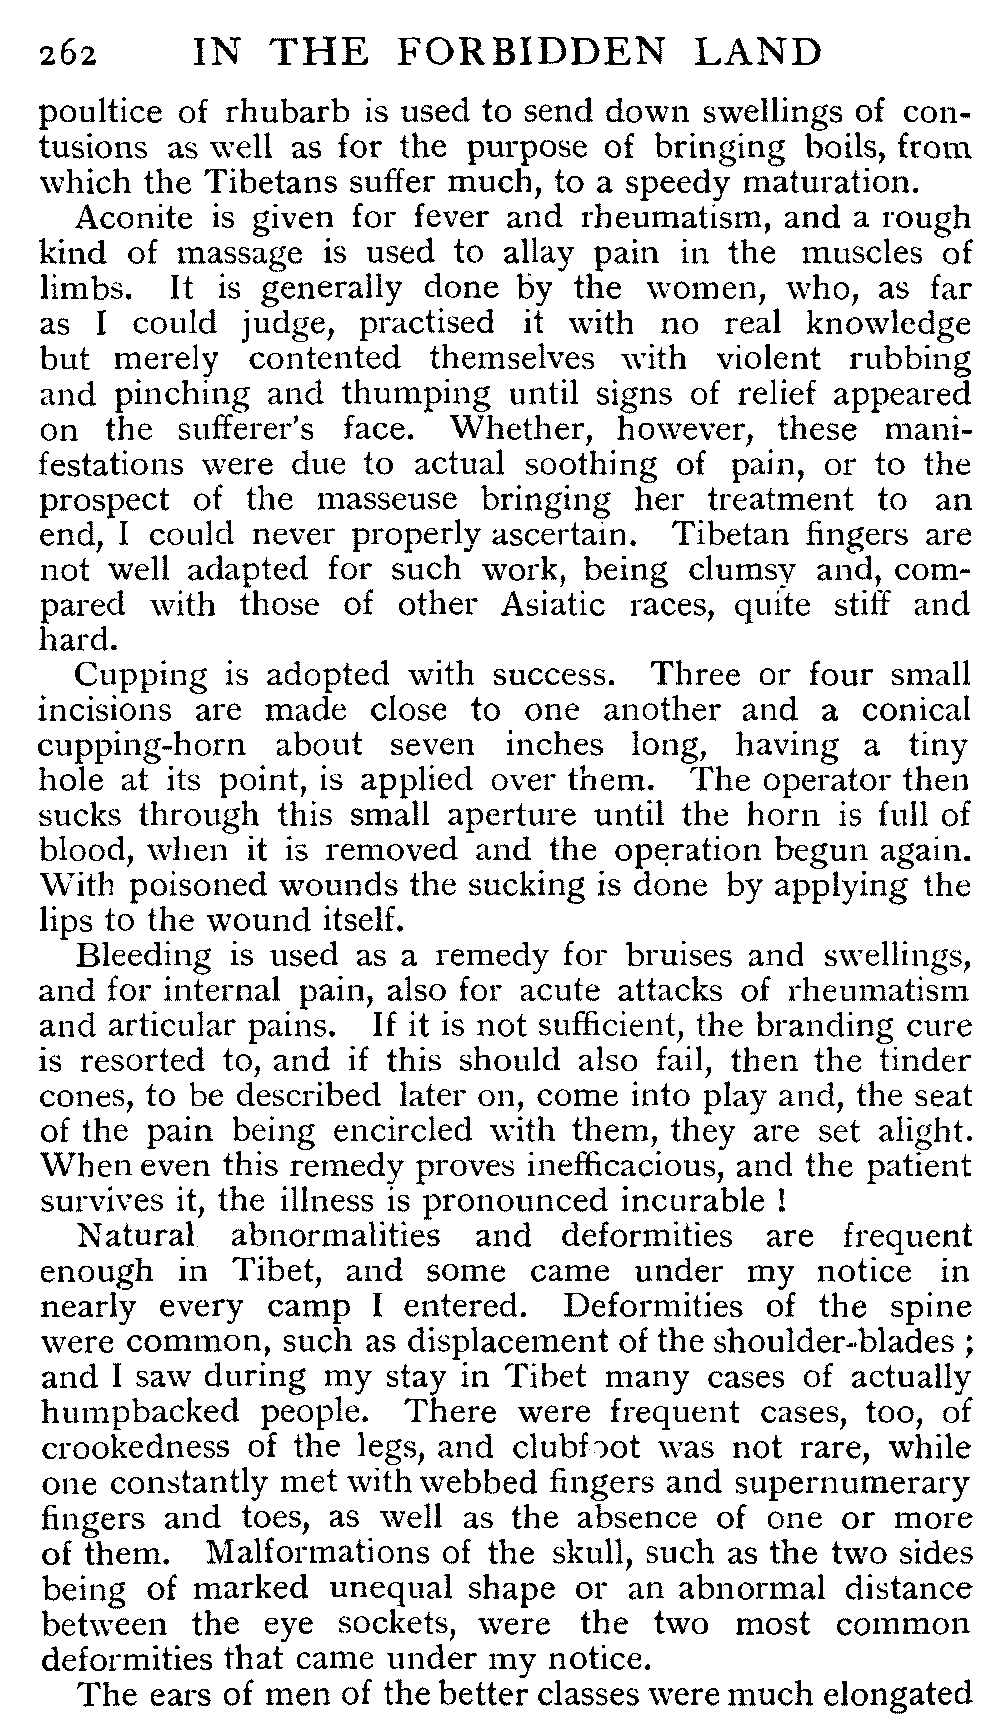 262 IN THE FORBIDDEN LAND
poultice of rhubarb is used to send down swellings of con-
tusions as well as for the purpose of bringing boils, from
which the Tibetans suffer much, to a speedy maturation.
Aconite is given for fever and rheumatism, and a rough
kind of massage is used to allay pain in the muscles of
limbs. It is generally done by the women, who, as far
as I could judge, practised it with no real knowledge
but merely contented themselves with violent rubbing
and pinching and thumping until signs of relief appeared
on the sufferer's face. Whether, however, these mani-
festations were due to actual soothing of pain, or to the
prospect of the masseuse bringing her treatment to an
end, I could never properly ascertain. Tibetan fingers are
not well adapted for such work, being clumsy and, com-
pared with those of other Asiatic races, quite stiff and
hard.
Cupping is adopted with success. Three or four small
incisions are made close to one another and a conical
cupping-horn about seven inches long, having a tiny
hole at its point, is applied over them. The operator then
sucks through this small aperture until the horn is full of
blood, when it is removed and the operation begun again.
With poisoned wounds the sucking is done by applying the
lips to the wound itself.
Bleeding is used as a remedy for bruises and swellings,
and for internal pain, also for acute attacks of rheumatism
and articular pains. If it is not sufficient, the branding cure
is resorted to, and if this should also fail, then the tinder
cones, to be described later on, come into play and, the seat
of the pain being encircled with them, they are set alight.
When even this remedy proves inefficacious, and the patient
survives it, the illness is pronounced incurable !
Natural abnormalities and deformities are frequent
enough in Tibet, and some came under my notice in
nearly every camp I entered. Deformities of the spine
were common, such as displacement of the shoulder-blades ;
and I saw during my stay in Tibet many cases of actually
humpbacked people. There were frequent cases, too, of
crookedness of the legs, and clubfoot was not rare, while
one constantly met with webbed fingers and supernumerary
fingers and toes, as well as the absence of one or more
of them. Malformations of the skull, such as the two sides
being of marked unequal shape or an abnormal distance
between the eye sockets, were the two most common
deformities that came under my notice.
The ears of men of the better classes were much elongated